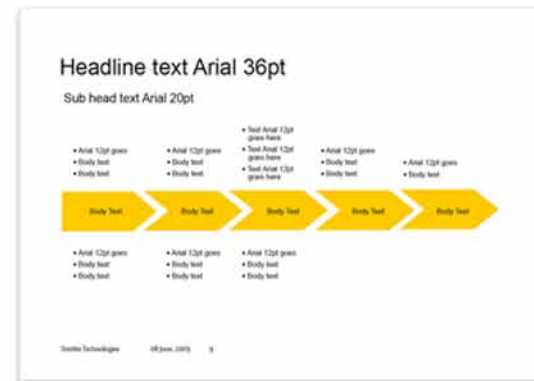 Headline text Arial 36pt
Sub head text Arial 20pt
• Arial 12pt goes
• Body text
• Body text
• Arial 12pt goes
• Body text
• Body text
• Text Arial 12pt
goes here
• Text Arial 12pt
goes here
• Text Arial 12pt
goes here
• Arial 12pt goes
• Body text
• Body text
• Arial 12pt goes
• Body text
Body Text
Body Text
Body Text
Body Text
Body Text
• Arial 12pt goes
• Body text
• Body text
• Arial 12pt goes
• Body text
• Body text
• Arial 12pt goes
• Body text
• Body text
Technologies
June, 2009